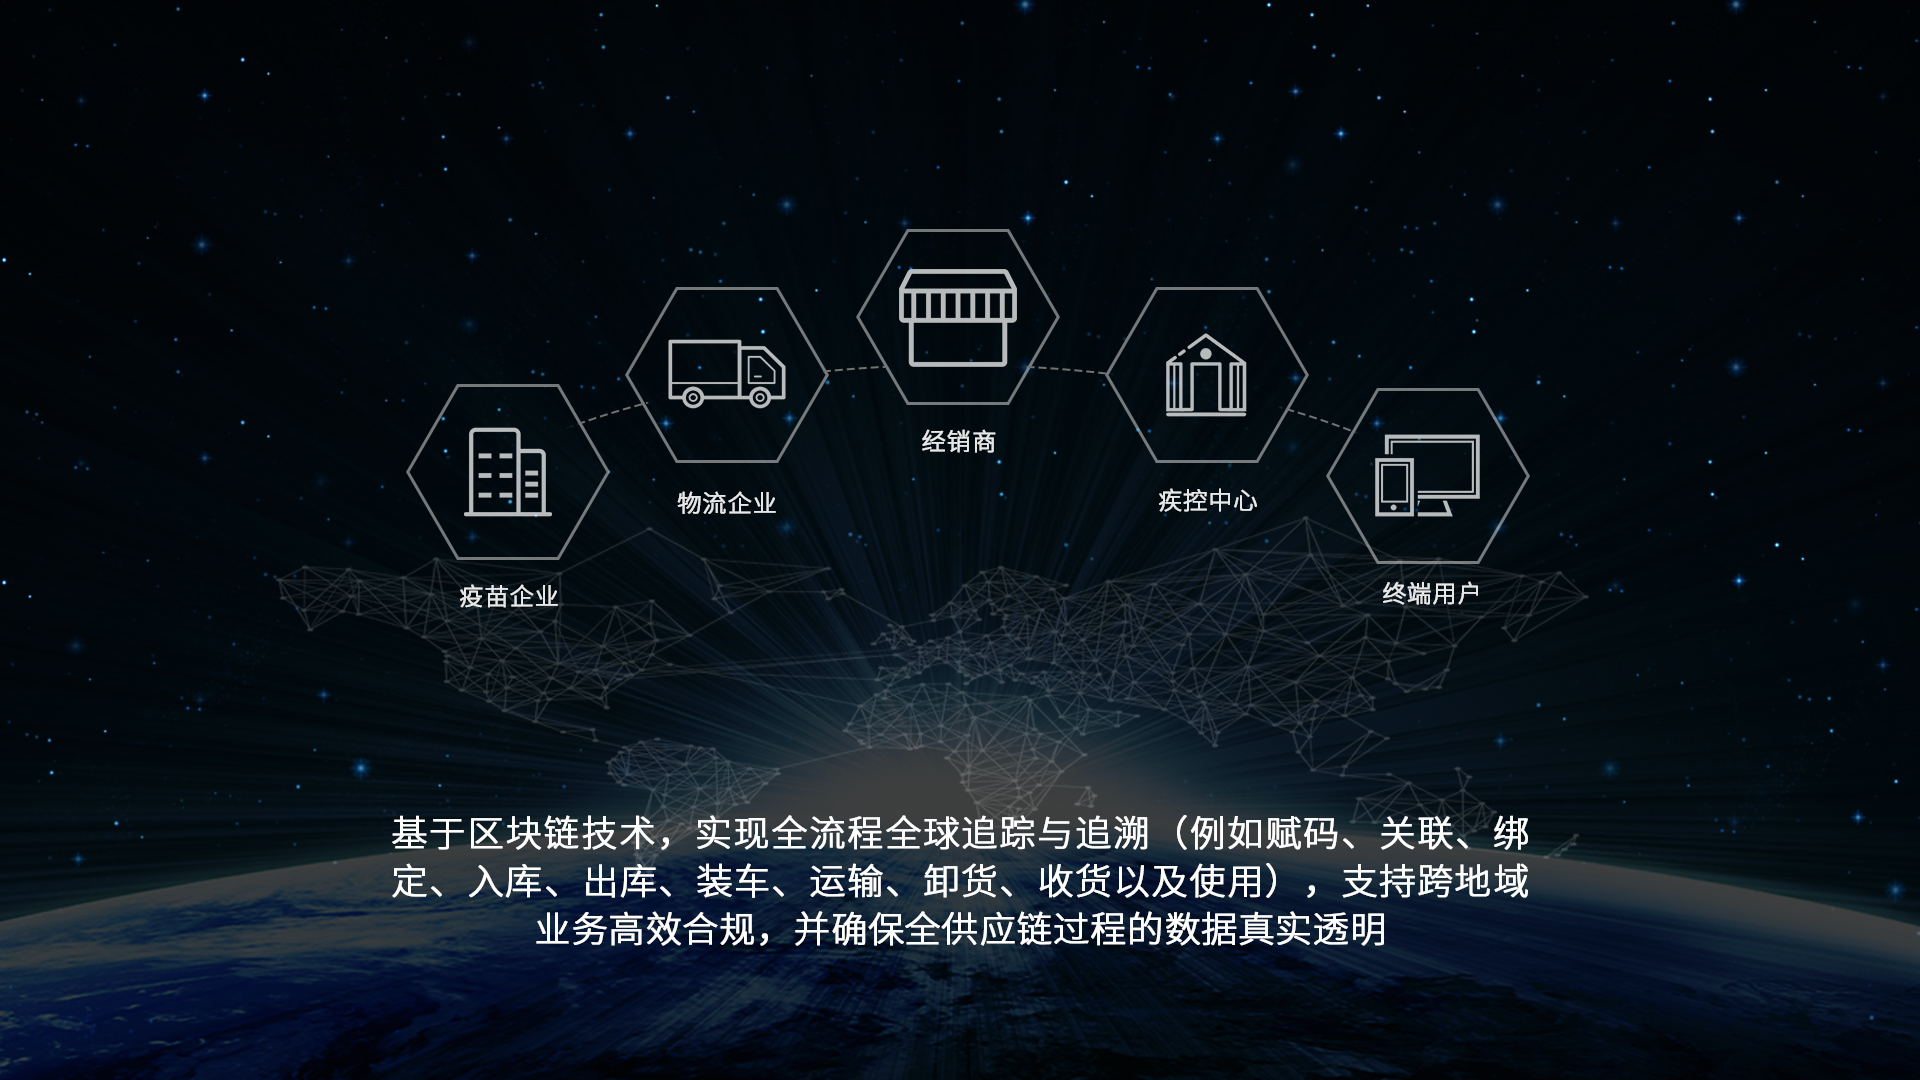 经销商
物流企业
疾控中心
疫苗企业
终端用户
基于区块链技术，实现全流程全球追踪与追溯（例如赋码、关联、绑
定、入库、出库、装车、运输、卸货、收货以及使用），支持跨地域
业务高效合规，并确保全供应链过程的数据真实透明